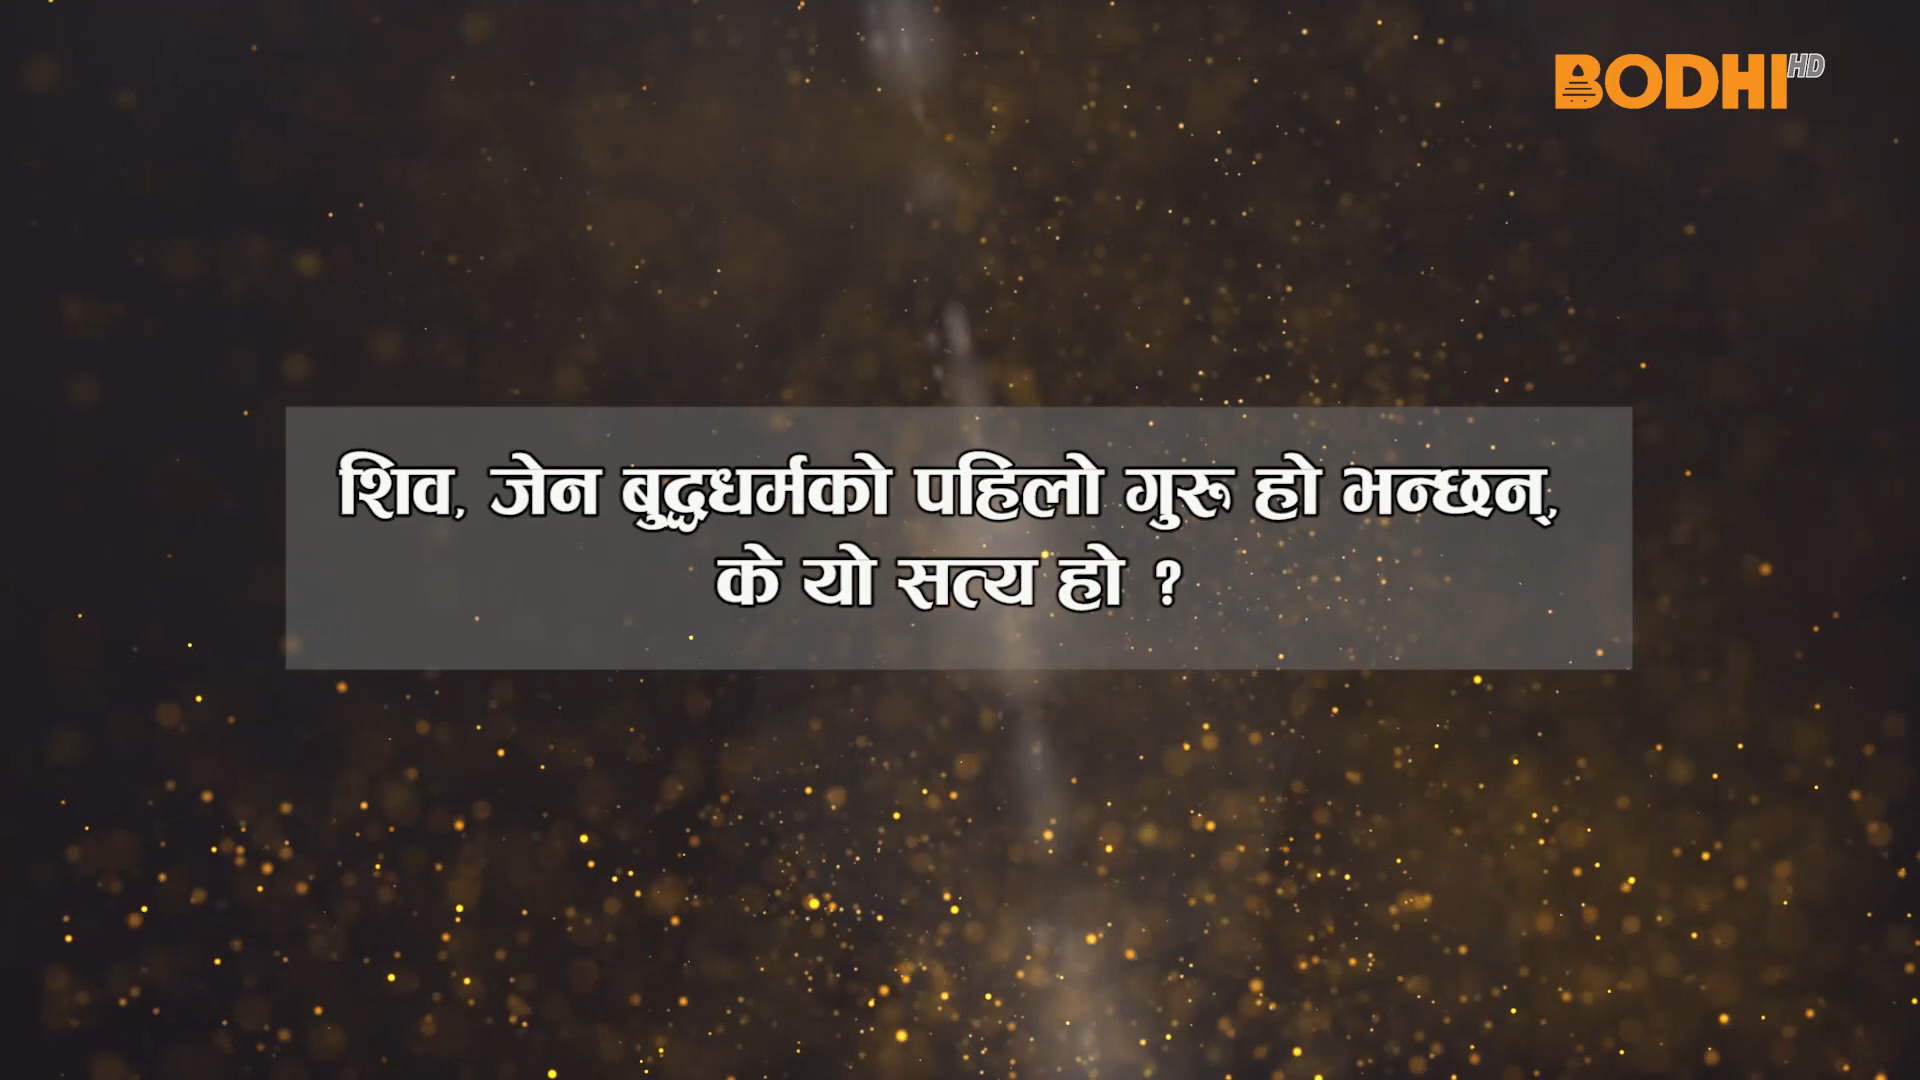 BODHI HD
शिव, जेन बुद्धधर्मको पहिलो गुरू हो भन्छन्,
के यो सत्य हो ?